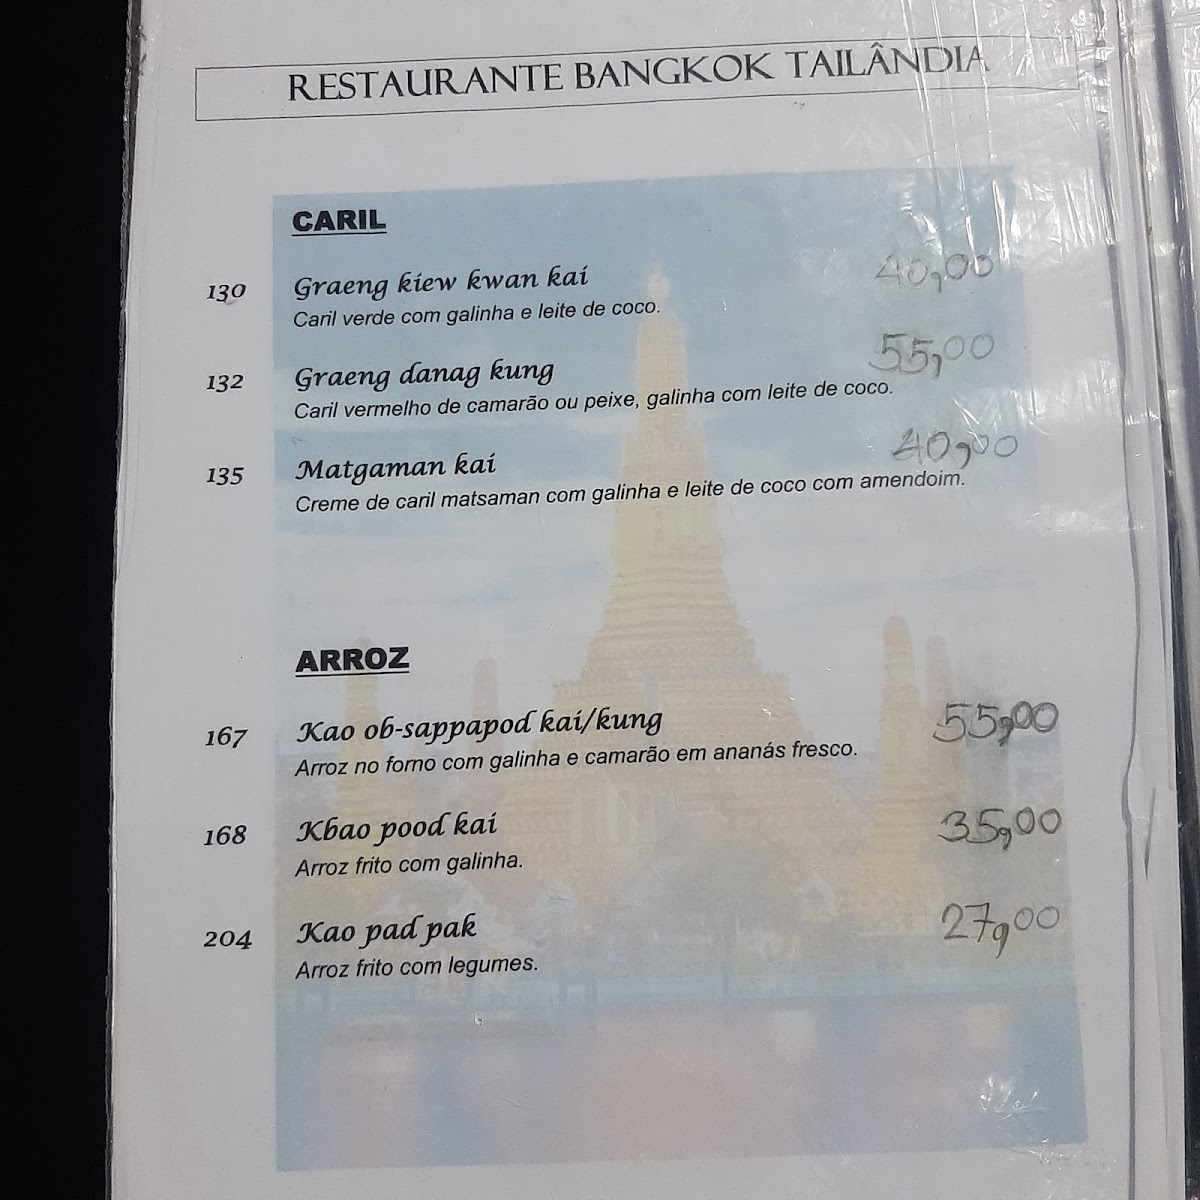 RESTAURANTE BANGKOK TAILÂNDIA
CARIL
130 Graeng kiew kwan kai 40,00
Caril verde com galinha e leite de coco.
132 Graeng danag kung 55,00
Caril vermelho de camarão ou peixe, galinha com leite de coco.
135 Matgaman kai 40,00
Creme de caril matsaman com galinha e leite de coco com amendoim.
ARROZ
167 Kao ob-sappapod kai/kung 55,00
Arroz no forno com galinha e camarão em ananás fresco.
168 Kbao pood kai 35,00
Arroz frito com galinha.
204 Kao pad pak 27,00
Arroz frito com legumes.